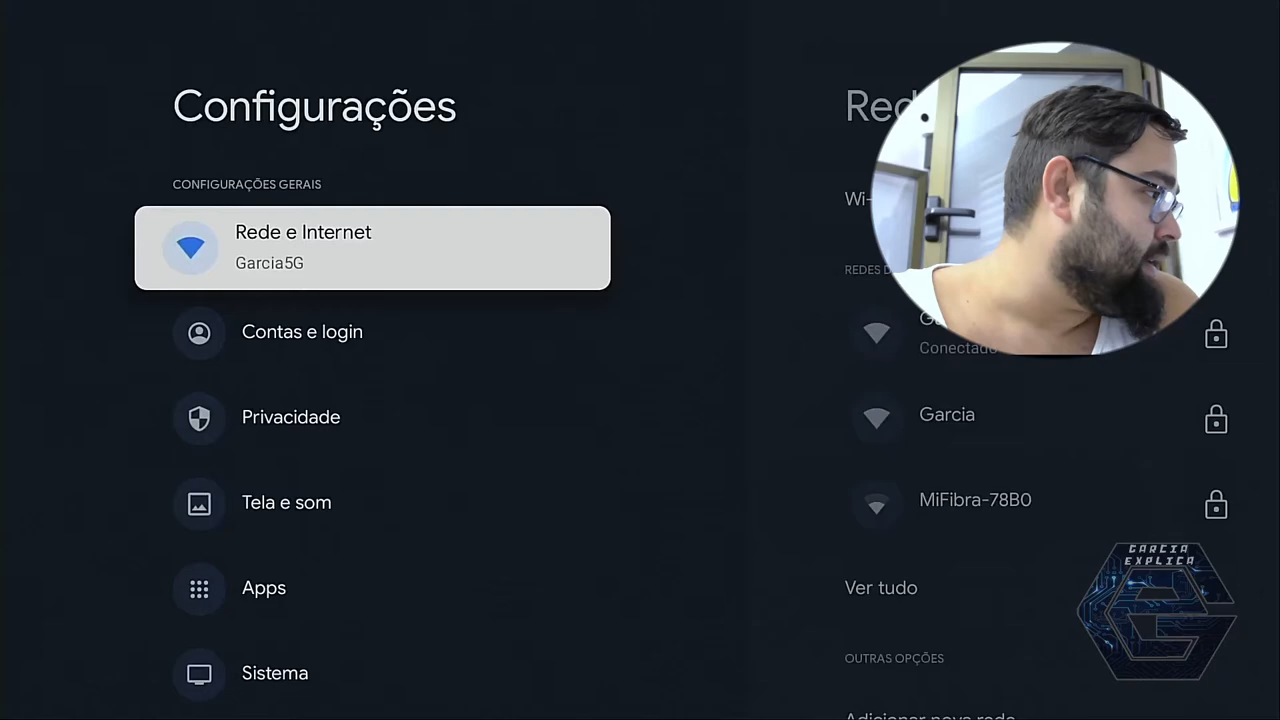 Configurações
CONFIGURAÇÕES GERAIS
Rede e Internet
Garcia5G
Contas e login
Privacidade
Tela e som
Apps
Sistema
Wi-
Garcia
MiFibra-78B0
Ver tudo
OUTRAS OPÇÕES
GARCIA
EXPLICA